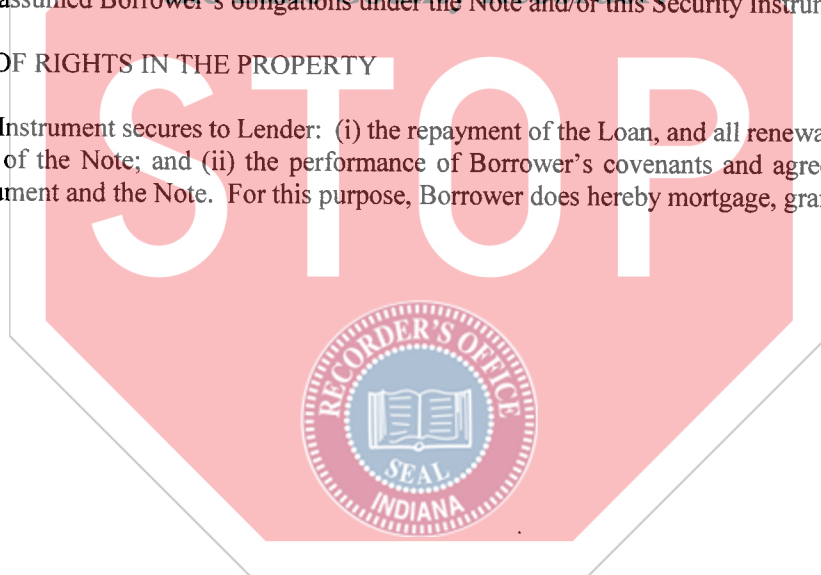 assumed Borrower's obligations under the Note and/or this Security Instrum
OF RIGHTS IN THE PROPERTY
Instrument secures to Lender: (i) the repayment of the Loan, and all renewa
of the Note; and (ii) the performance of Borrower's covenants and agre
ument and the Note. For this purpose, Borrower does hereby mortgage, gra
STOP
RECORDER'S OFFICE
SEAL
INDIANA